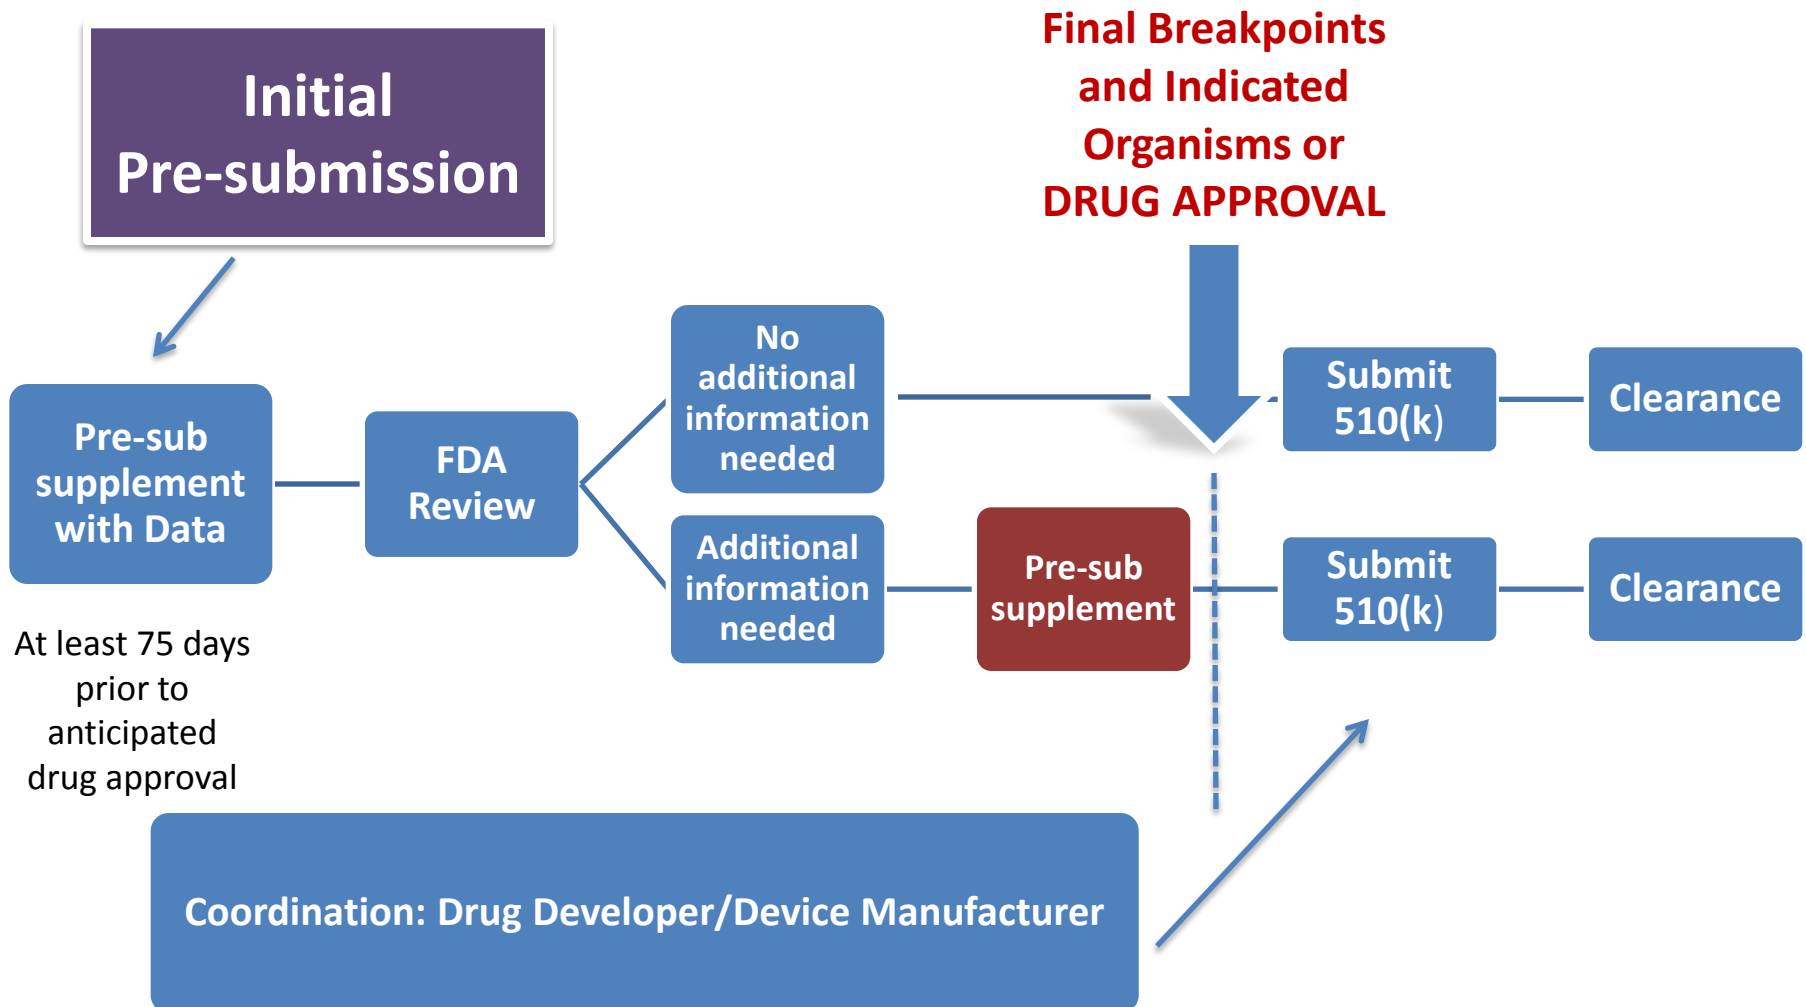 Initial
Pre-submission
Final Breakpoints
and Indicated
Organisms or
DRUG APPROVAL
Pre-sub
supplement
with Data
FDA
Review
No
additional
information
needed
Submit
510(k)
Clearance
Additional
information
needed
Pre-sub
supplement
Submit
510(k)
Clearance
At least 75 days
prior to
anticipated
drug approval
Coordination: Drug Developer/Device Manufacturer